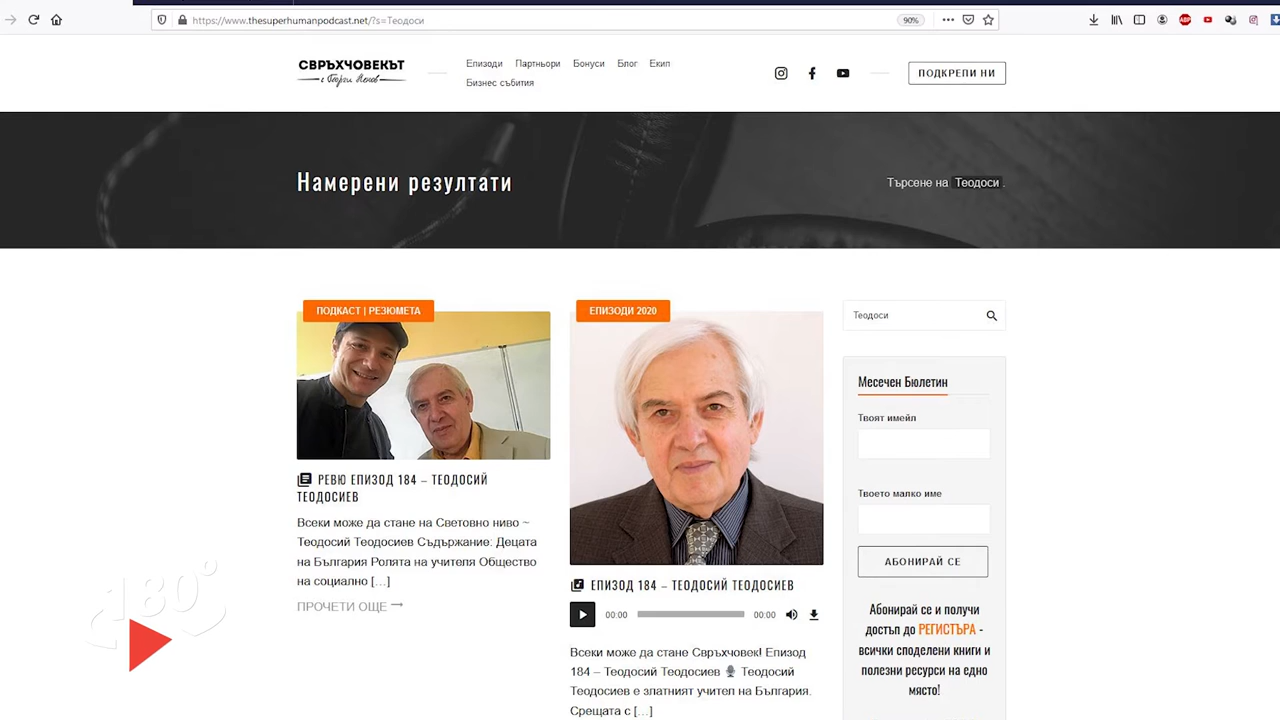 https://www.thesuperhumanpodcast.net/?s=Теодоси
90%
ABP
СВРЪХЧОВЕКЪТ
с Георги Ненов
Епизоди Партньори Бонуси Блог Екип
Бизнес събития
ПОДКРЕПИ НИ
Намерени резултати
Търсене на Теодоси .
ПОДКАСТ | РЕЗЮМЕТА
РЕВЮ ЕПИЗОД 184 – ТЕОДОСИЙ
ТЕОДОСИЕВ
Всеки може да стане на Световно ниво ~
Теодосий Теодосиев Съдържание: Децата
на България Ролята на учителя Общество
на социално […]
ПРОЧЕТИ ОЩЕ
ЕПИЗОДИ 2020
ЕПИЗОД 184 – ТЕОДОСИЙ ТЕОДОСИЕВ
00:00 00:00
Всеки може да стане Свръхчовек! Епизод
184 – Теодосий Теодосиев Теодосий
Теодосиев е златният учител на България.
Срещата с […]
Теодоси
Месечен Бюлетин
Твоят имейл
Твоето малко име
АБОНИРАЙ СЕ
Абонирай се и получи
достъп до РЕГИСТЪРА -
всички споделени книги и
полезни ресурси на едно
място!
180°